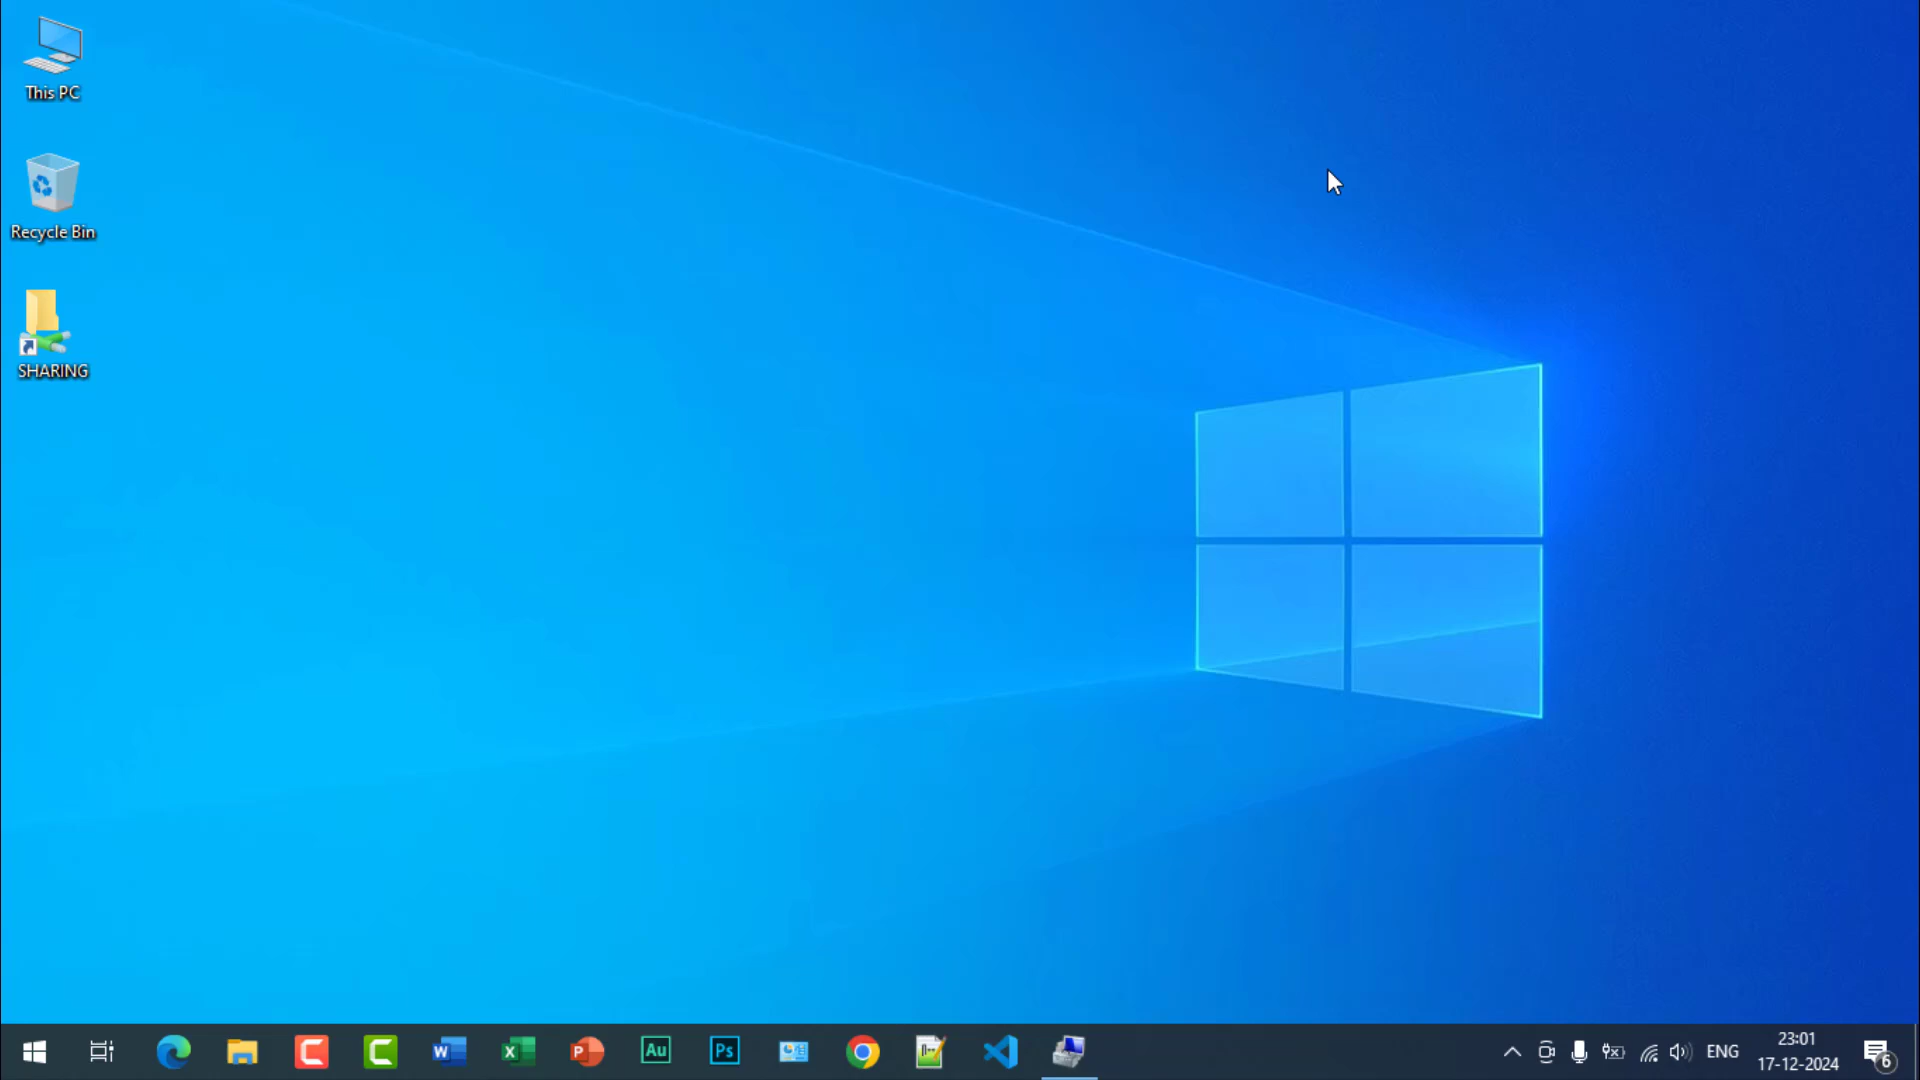 This PC
Recycle Bin
SHARING
Au
Ps
ENG
23:01
17-12-2024
6